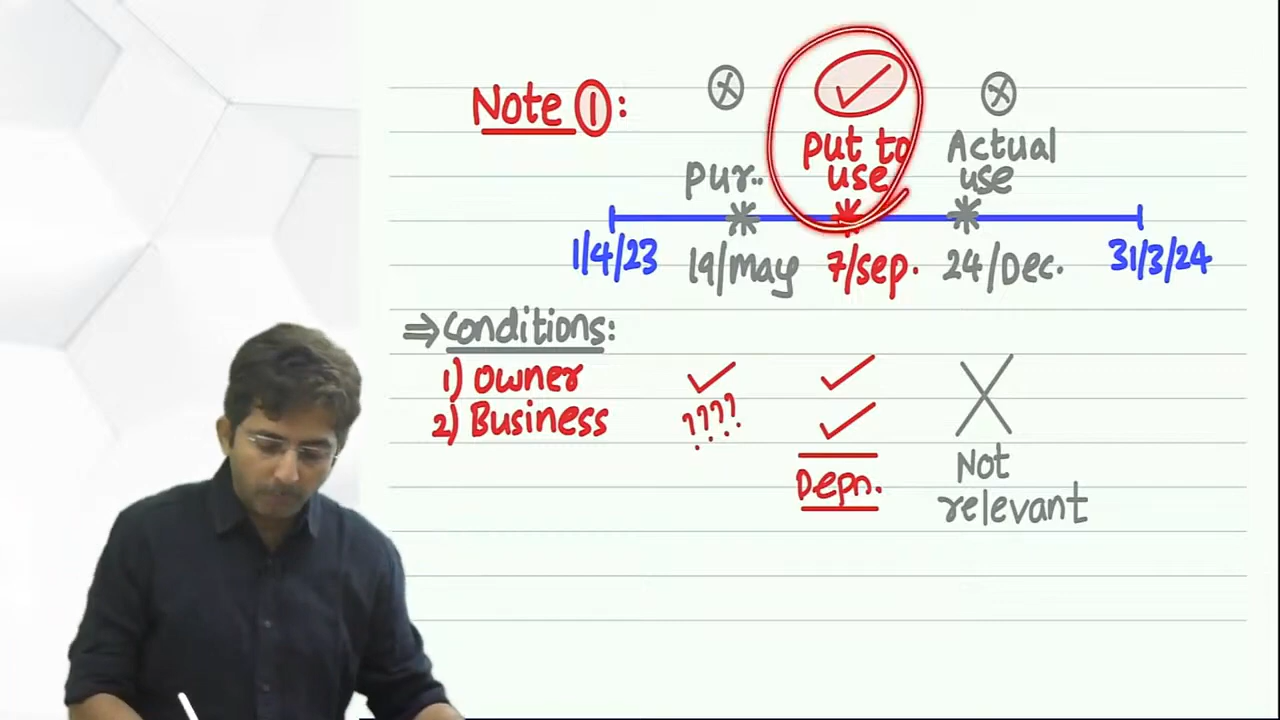 Note ①:
pur..
put to use
Actual use
1/4/23 19/may 7/sep. 24/Dec. 31/3/24
⇒ Conditions:
1) owner ✓ ✓
2) Business ???? ✓
Depn.
Not
relevant